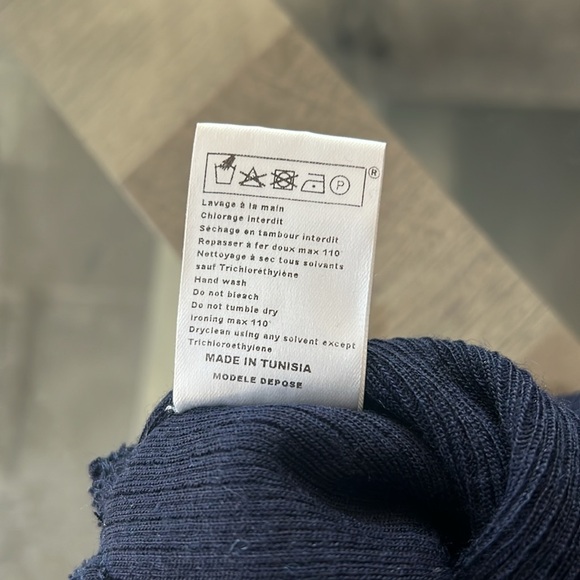 P ®
Lavage à la main
Chlorage interdit
Séchage en tambour interdit
Repasser à fer doux max 110°
Nettoyage à sec tous solvants
sauf Trichloréthylène
Hand wash
Do not bleach
Do not tumble dry
Ironing max 110°
Dryclean using any solvent except
Trichloroethylene
MADE IN TUNISIA
MODELE DEPOSE